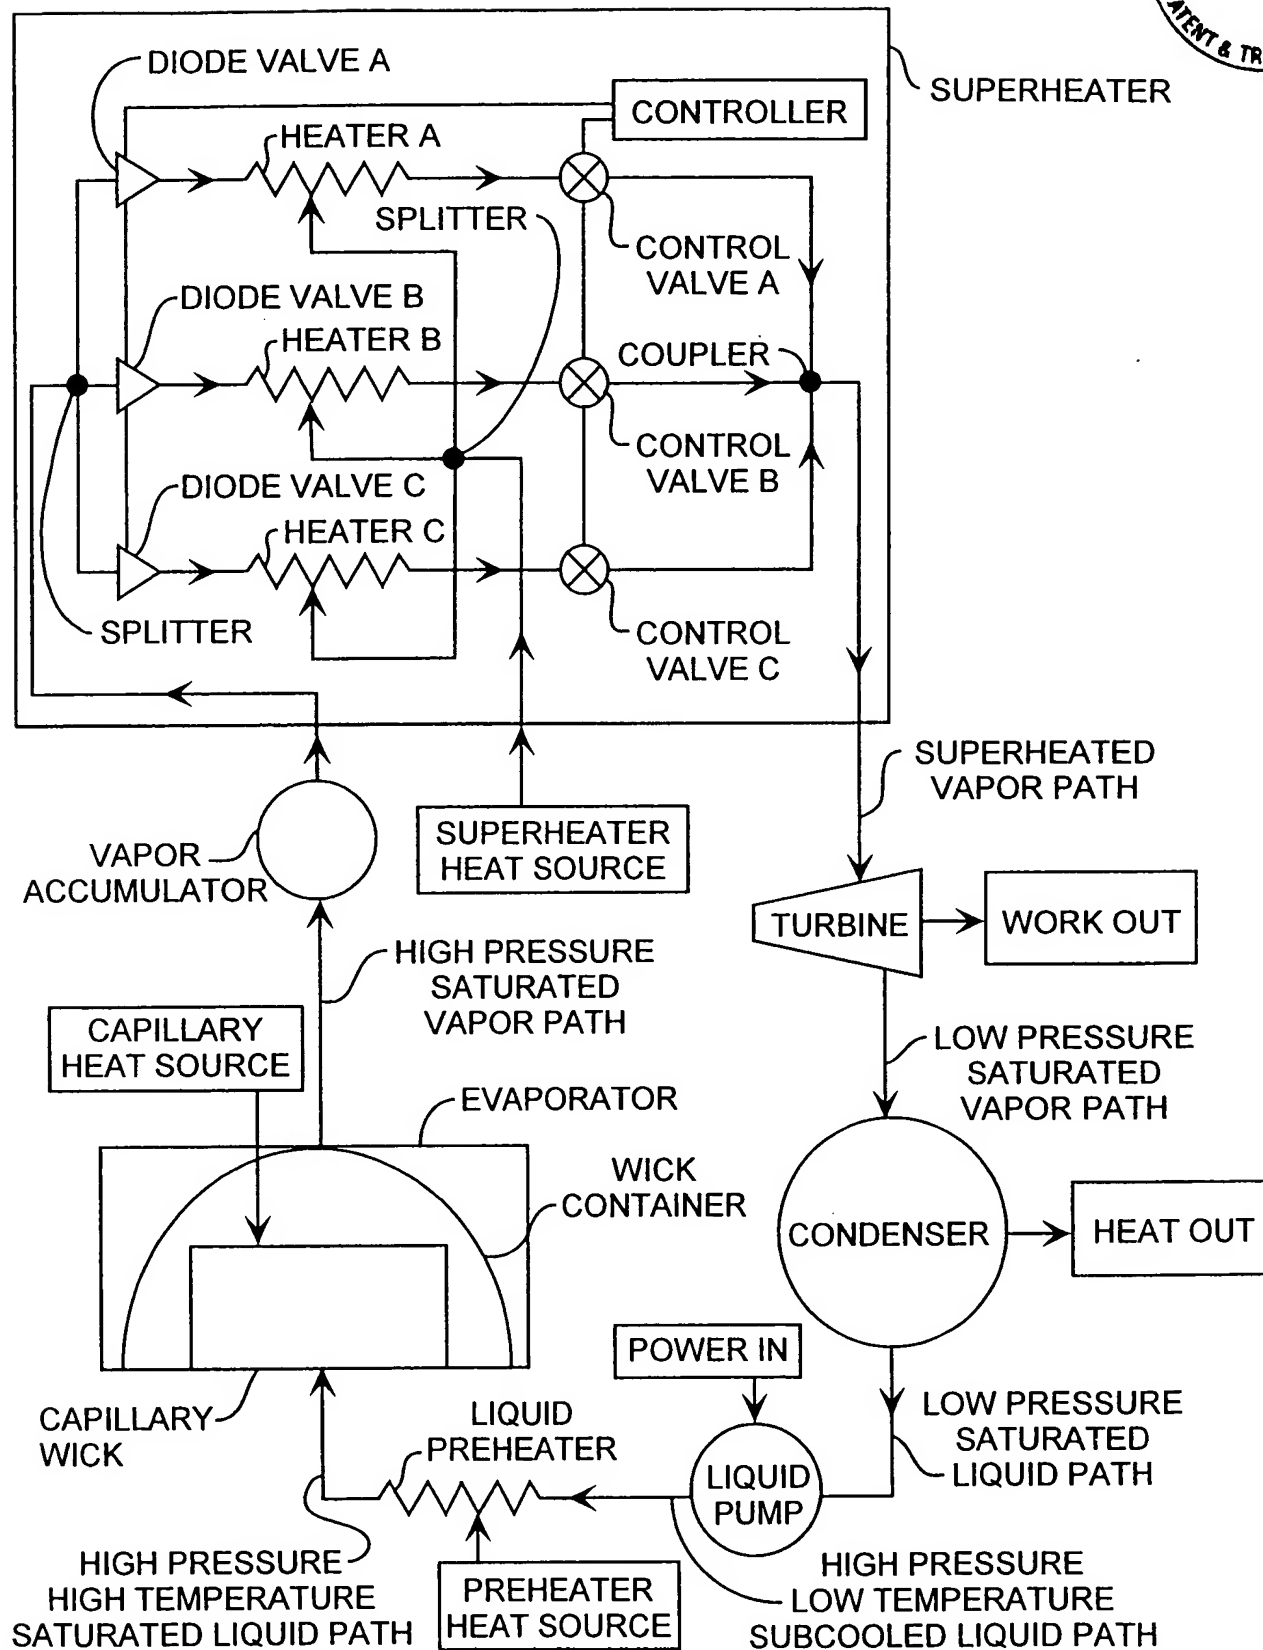 ATENT & TR
DIODE VALVE A
SUPERHEATER
CONTROLLER
HEATER A
SPLITTER
CONTROL
VALVE A
DIODE VALVE B
HEATER B
COUPLER
CONTROL
VALVE B
DIODE VALVE C
HEATER C
SPLITTER
CONTROL
VALVE C
SUPERHEATED
VAPOR PATH
SUPERHEATER
HEAT SOURCE
VAPOR
ACCUMULATOR
TURBINE
WORK OUT
HIGH PRESSURE
SATURATED
VAPOR PATH
CAPILLARY
HEAT SOURCE
LOW PRESSURE
SATURATED
VAPOR PATH
EVAPORATOR
WICK
CONTAINER
CONDENSER
HEAT OUT
POWER IN
CAPILLARY
WICK
LIQUID
PREHEATER
LIQUID
PUMP
LOW PRESSURE
SATURATED
LIQUID PATH
HIGH PRESSURE
HIGH TEMPERATURE
SATURATED LIQUID PATH
PREHEATER
HEAT SOURCE
HIGH PRESSURE
LOW TEMPERATURE
SUBCOOLED LIQUID PATH